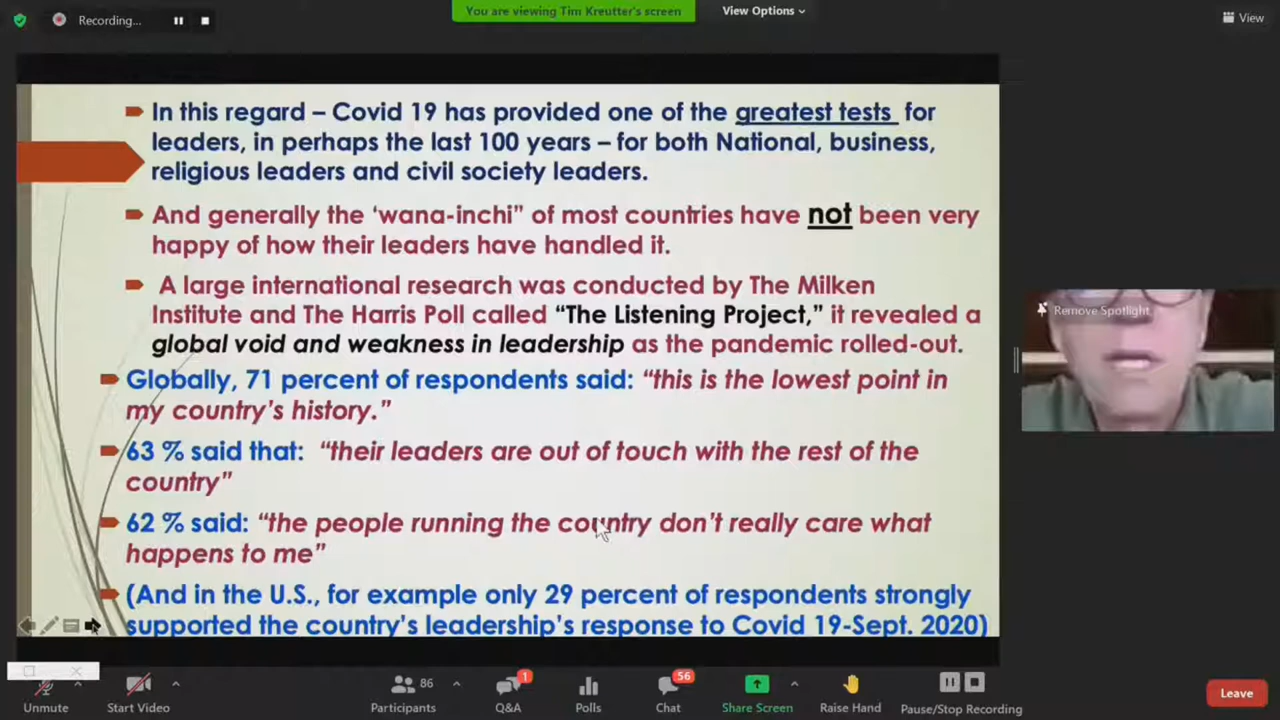 Recording...
You are viewing Tim Kreutter's screen
View Options
View
In this regard – Covid 19 has provided one of the greatest tests for
leaders, in perhaps the last 100 years – for both National, business,
religious leaders and civil society leaders.
And generally the ‘wana-inchi” of most countries have not been very
happy of how their leaders have handled it.
A large international research was conducted by The Milken
Institute and The Harris Poll called “The Listening Project,” it revealed a
global void and weakness in leadership as the pandemic rolled-out.
Globally, 71 percent of respondents said: “this is the lowest point in
my country’s history.”
63 % said that: “their leaders are out of touch with the rest of the
country”
62 % said: “the people running the country don’t really care what
happens to me”
(And in the U.S., for example only 29 percent of respondents strongly
supported the country’s leadership’s response to Covid 19-Sept. 2020)
Remove Spotlight
Unmute
Start Video
86
Participants
1
Q&A
Polls
56
Chat
Share Screen
Raise Hand
Pause/Stop Recording
Leave